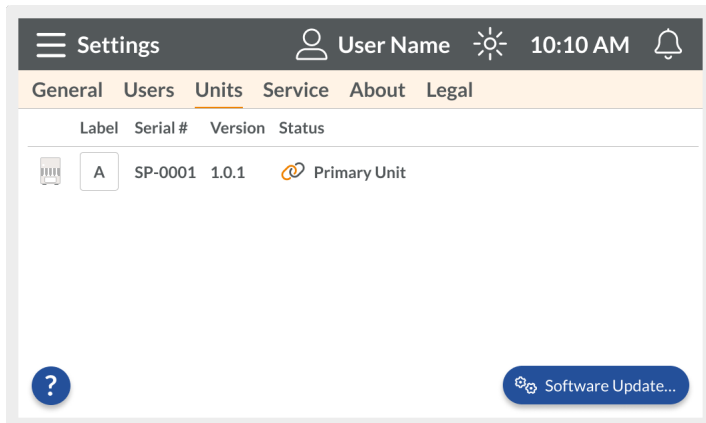 Settings User Name 10:10 AM
General Users Units Service About Legal
Label Serial # Version Status
A SP-0001 1.0.1 Primary Unit
? Software Update...